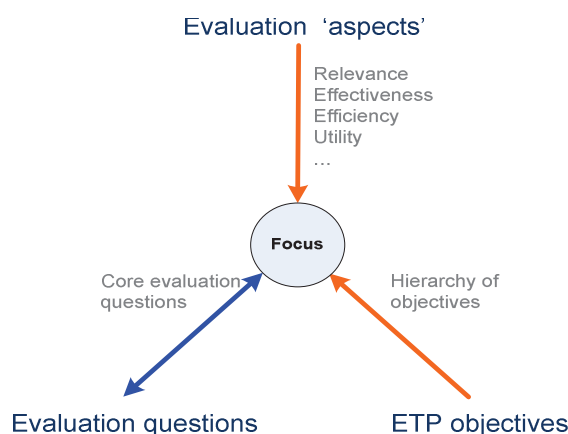 Evaluation 'aspects'
Relevance
Effectiveness
Efficiency
Utility
...
Focus
Core evaluation
questions
Hierarchy of
objectives
Evaluation questions
ETP objectives